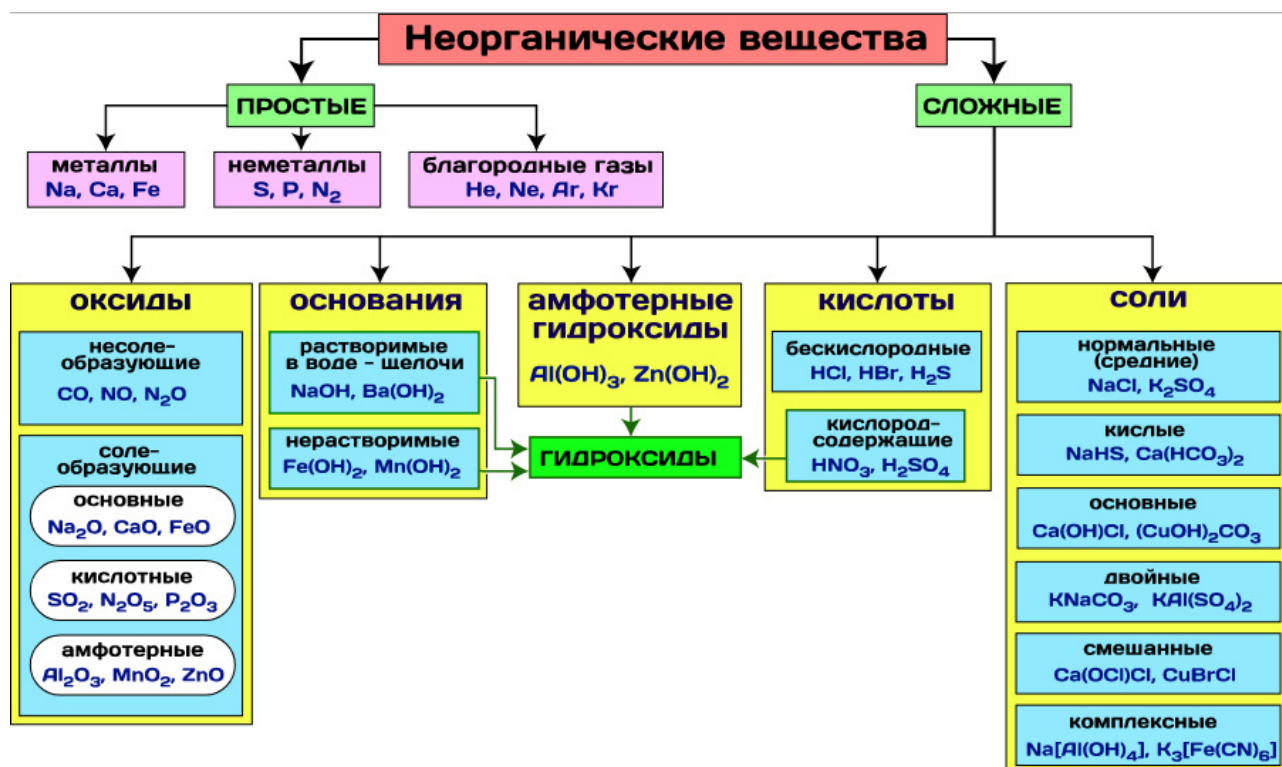 Неорганические вещества
ПРОСТЫЕ
СЛОЖНЫЕ
металлы
Na, Ca, Fe
неметаллы
S, P, N₂
благородные газы
He, Ne, Ar, Kr
оксиды
несоле-
образующие
CO, NO, N₂O
соле-
образующие
основные
Na₂O, CaO, FeO
кислотные
SO₂, N₂O₅, P₂O₃
амфотерные
Al₂O₃, MnO₂, ZnO
основания
растворимые
в воде - щелочи
NaOH, Ba(OH)₂
нерастворимые
Fe(OH)₂, Mn(OH)₂
амфотерные
гидроксиды
Al(OH)₃, Zn(OH)₂
ГИДРОКСИДЫ
кислоты
бескислородные
HCl, HBr, H₂S
кислород-
содержащие
HNO₃, H₂SO₄
соли
нормальные
(средние)
NaCl, K₂SO₄
кислые
NaHS, Ca(HCO₃)₂
основные
Ca(OH)Cl, (CuOH)₂CO₃
двойные
KNaCO₃, KAl(SO₄)₂
смешанные
Ca(OCl)Cl, CuBrCl
комплексные
Na[Al(OH)₄], K₃[Fe(CN)₆]